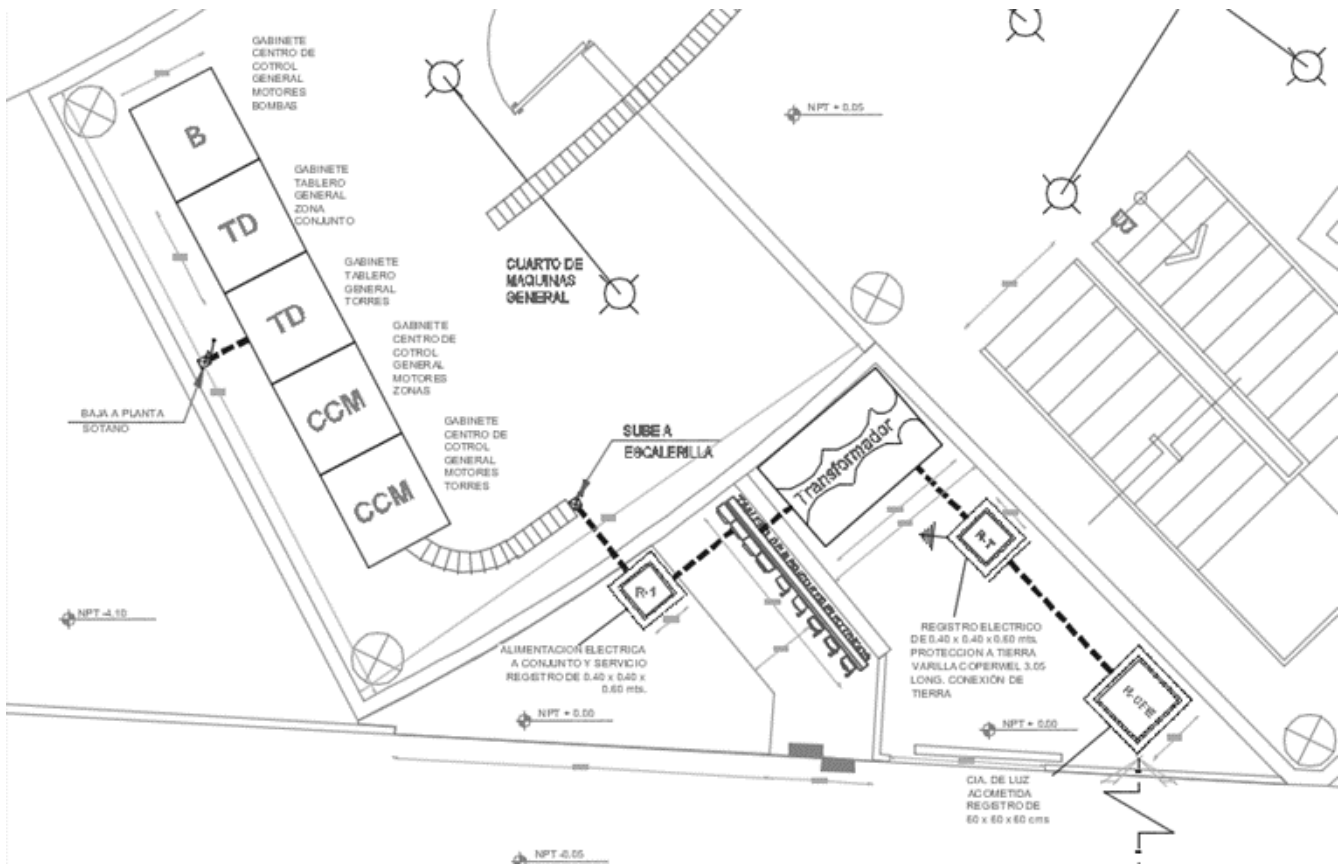 GABINETE
CENTRO DE
COTROL
GENERAL
MOTORES
BOMBAS
B
NPT + 0.05
GABINETE
TABLERO
GENERAL
ZONA
CONJUNTO
TD
B
GABINETE
TABLERO
GENERAL
TORRES
TD
CUARTO DE
MAQUINAS
GENERAL
GABINETE
CENTRO DE
COTROL
GENERAL
MOTORES
ZONAS
CCM
BAJA A PLANTA
SOTANO
GABINETE
CENTRO DE
COTROL
GENERAL
MOTORES
TORRES
CCM
SUBE A
ESCALERILLA
Transformador
R-T
R-1
NPT -4.10
ALIMENTACION ELECTRICA
A CONJUNTO Y SERVICIO
REGISTRO DE 0.40 x 0.40 x
0.60 mts.
REGISTRO ELECTRICO
DE 0.40 x 0.40 x 0.60 mts.
PROTECCION A TIERRA
VARILLA COPERWEL 3.05
LONG. CONEXIÓN DE
TIERRA
R-CFE
NPT + 0.00
NPT + 0.00
CIA. DE LUZ
ACOMETIDA
REGISTRO DE
60 x 60 x 60 cms
NPT -0.05